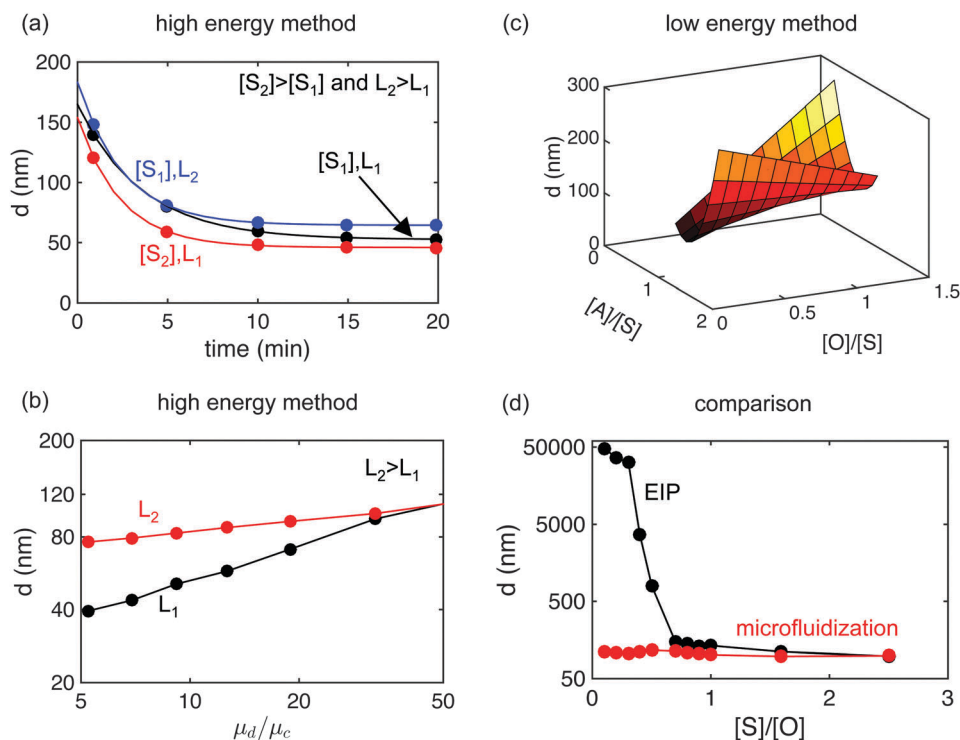 (a) high energy method
200
150
100
50
0
d (nm)
[S2]>[S1] and L2>L1
[S1],L1
[S1],L2
[S2],L1
0 5 10 15 20
time (min)
(c) low energy method
300
200
100
0
d (nm)
1
2
[A]/[S]
0 0.5 1 1.5
[O]/[S]
(b) high energy method
200
120
80
40
20
d (nm)
L2>L1
L2
L1
5 10 20 50
μd/μc
(d) comparison
50000
5000
500
50
d (nm)
EIP
microfluidization
0 1 2 3
[S]/[O]